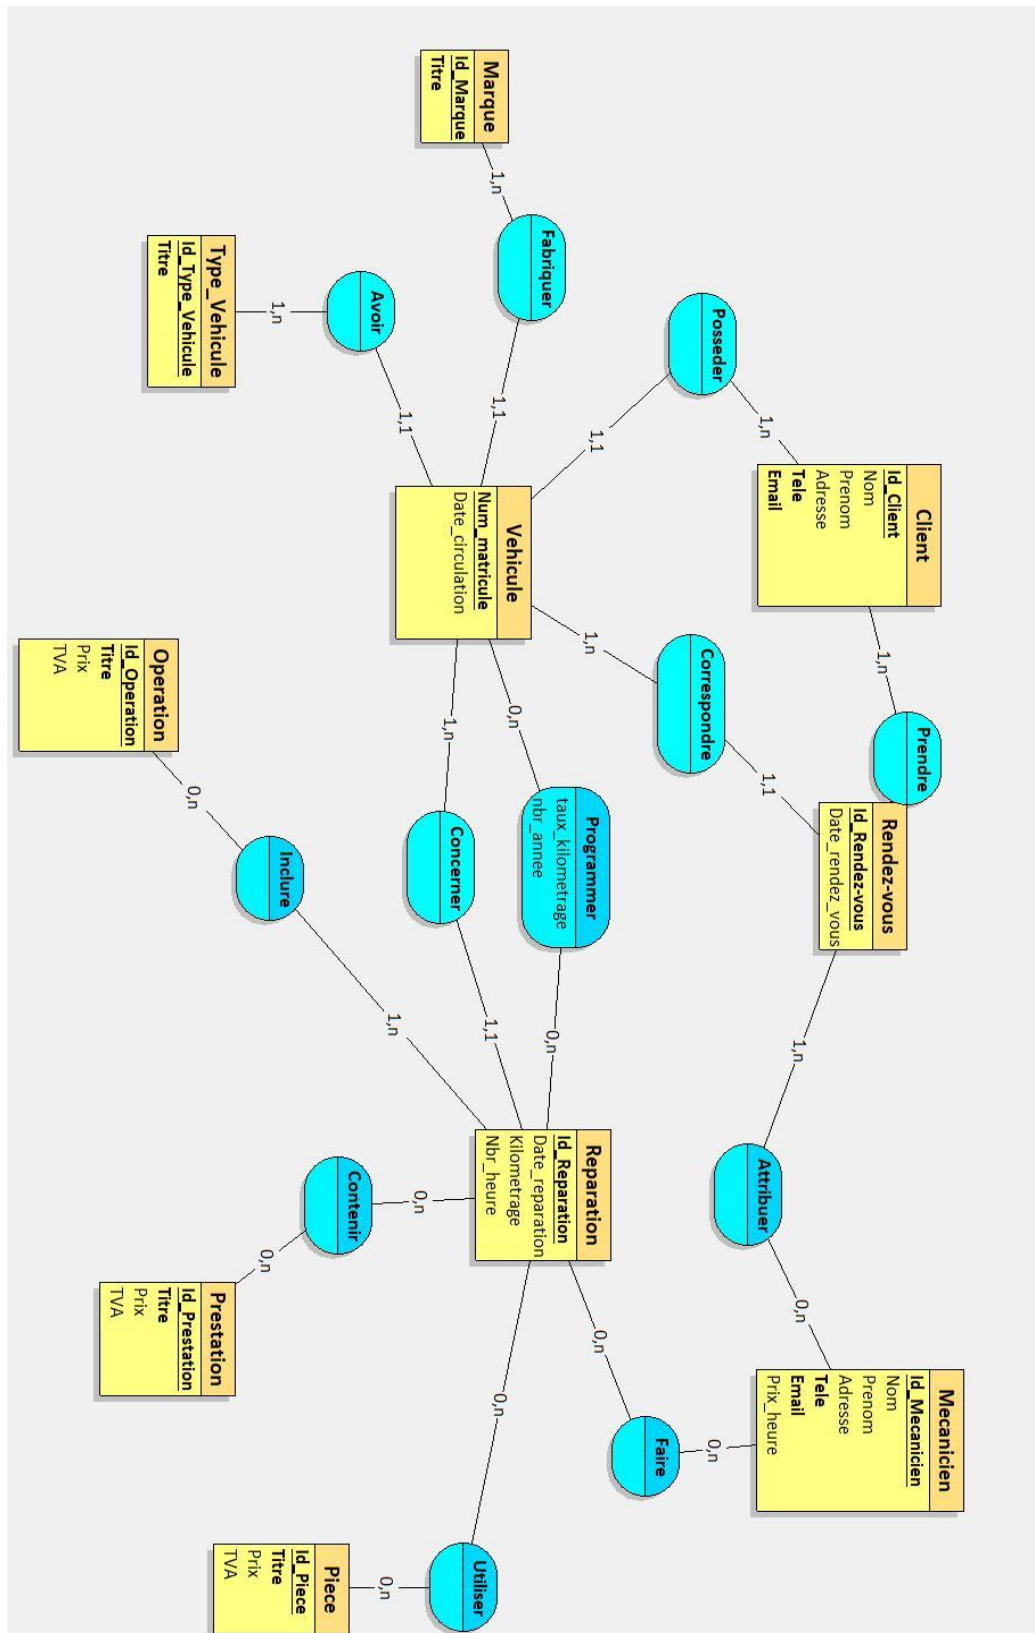 Client
Id_Client
Nom
Prenom
Adresse
Tele
Email
1,n
Prendre
Rendez-vous
Id_Rendez-vous
Date_rendez_vous
1,n
Attribuer
0,n
Mecanicien
Id_Mecanicien
Nom
Prenom
Adresse
Tele
Email
Prix_heure
1,n
Posseder
1,1
Correspondre
1,1
1,n
0,n
Faire
0,n
Marque
Id_Marque
Titre
1,n
Fabriquer
1,1
Vehicule
Num_matricule
Date_circulation
0,n
Programmer
taux_kilometrage
nbr_annee
0,n
Reparation
Id_Reparation
Date_reparation
Kilometrage
Nbr_heure
1,n
Concerner
1,1
0,n
Utiliser
0,n
Piece
Id_Piece
Titre
Prix
TVA
Type_Vehicule
Id_Type_Vehicule
Titre
1,n
Avoir
1,1
1,n
Inclure
0,n
Operation
Id_Operation
Titre
Prix
TVA
0,n
Contenir
0,n
Prestation
Id_Prestation
Titre
Prix
TVA